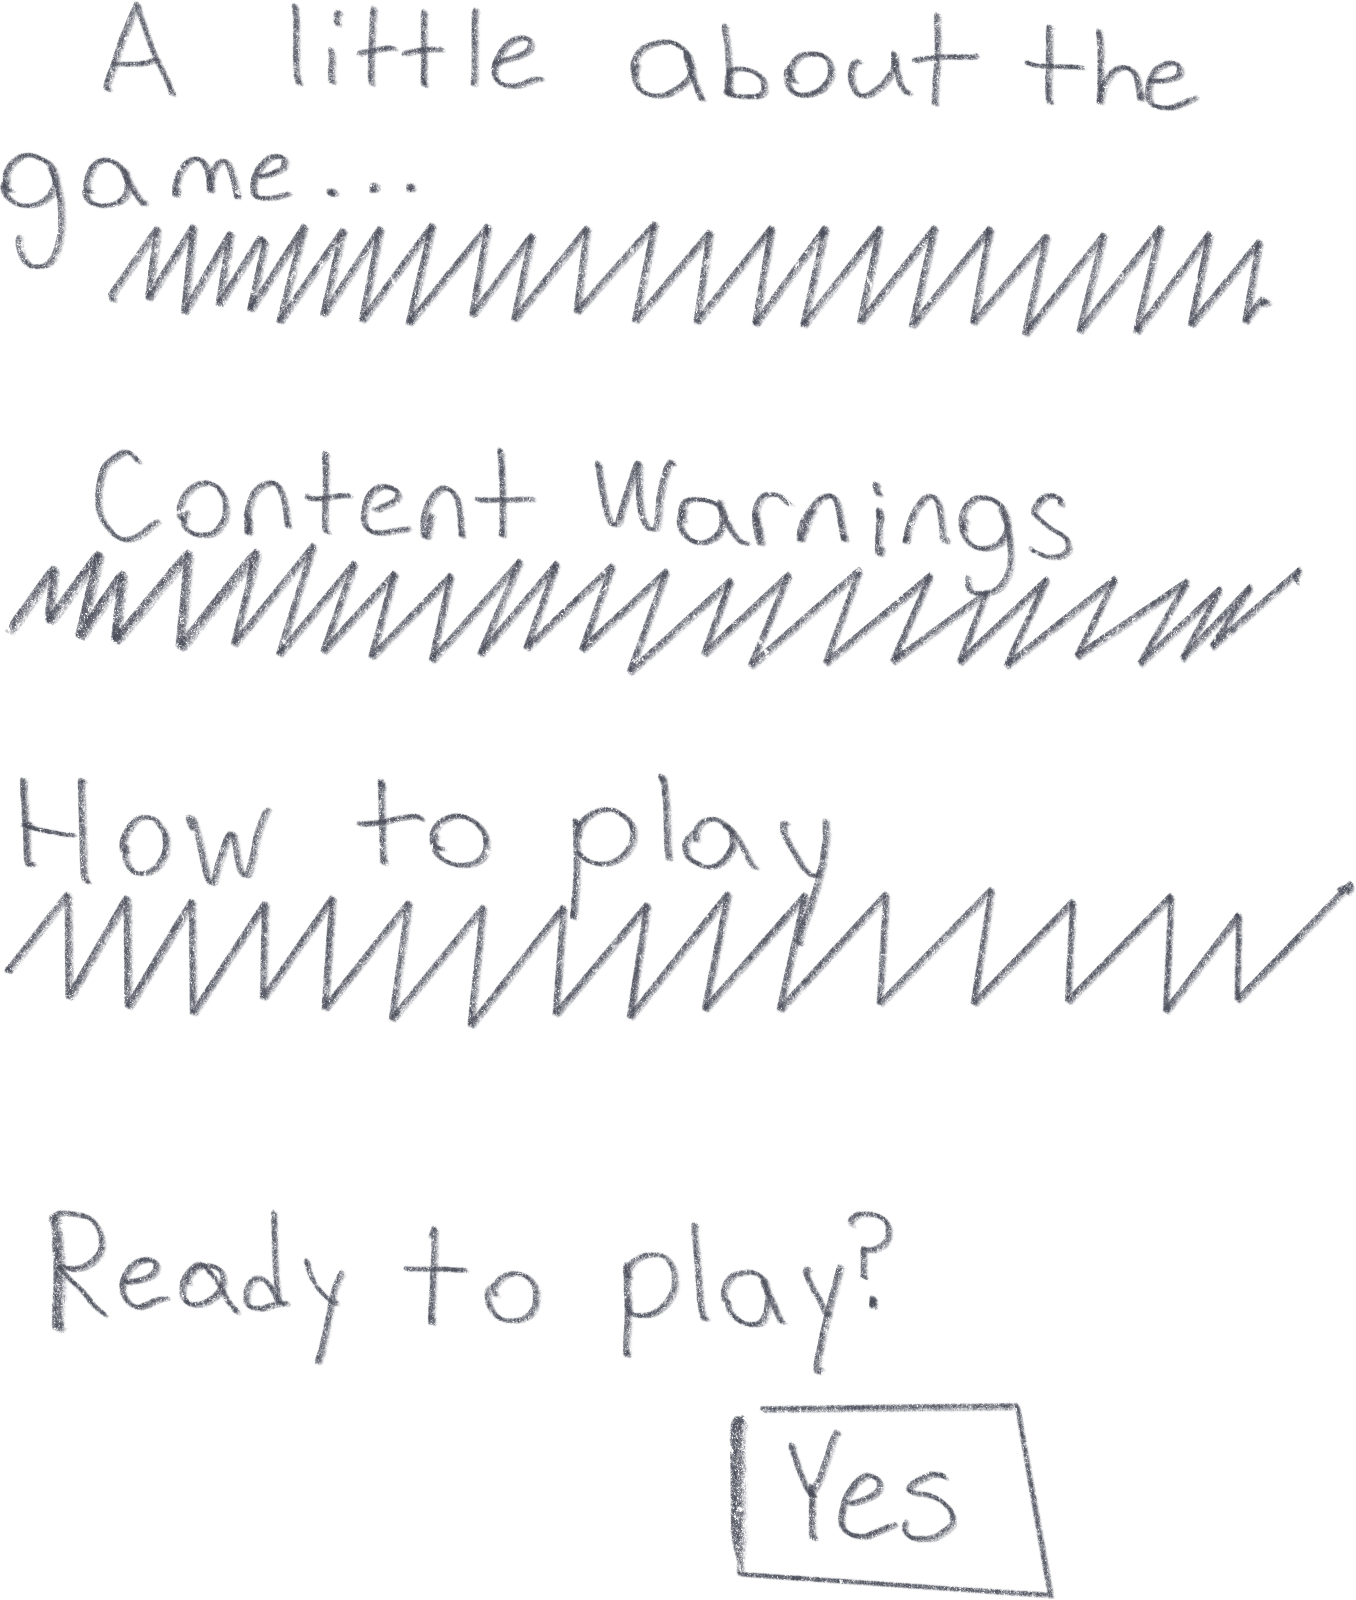 A little about the
game...
Content Warnings
How to play
Ready to play?
Yes